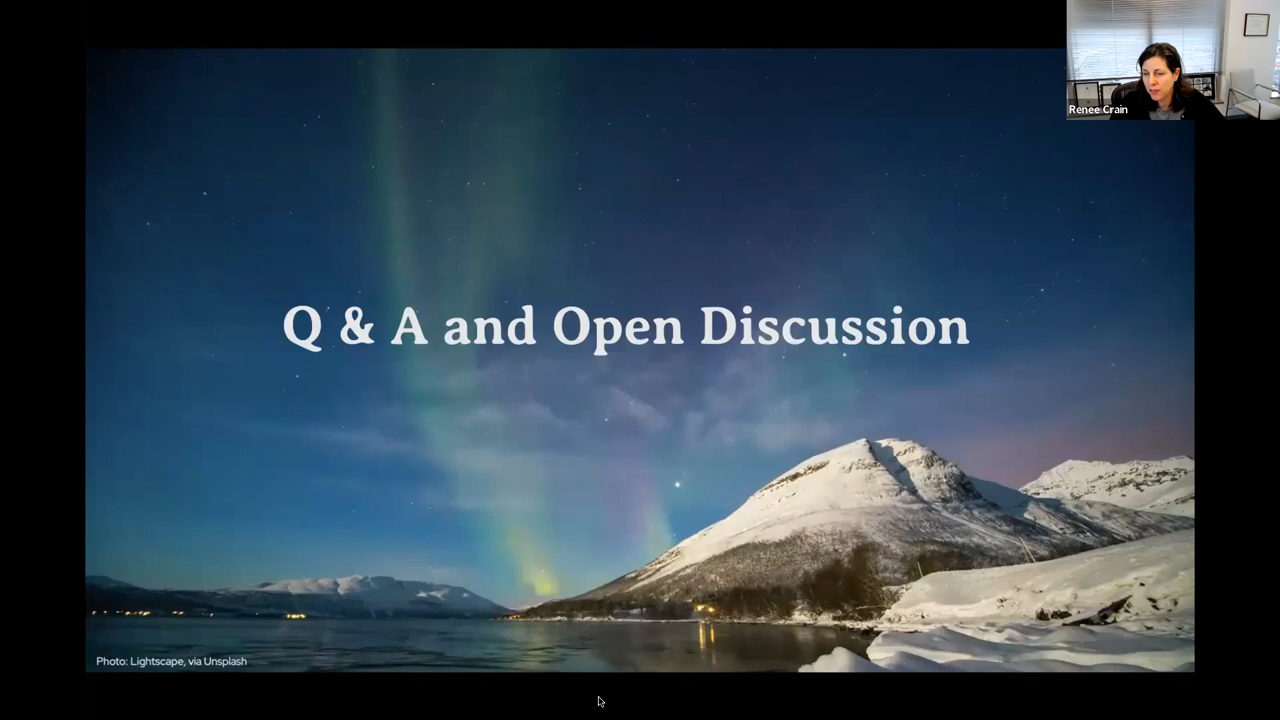 Renee Crain
Q & A and Open Discussion
Photo: Lightscape, via Unsplash